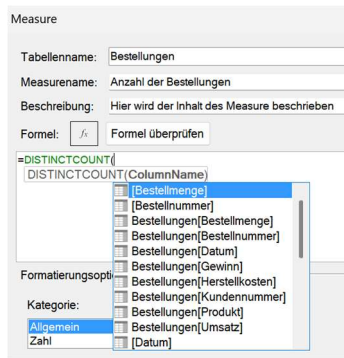 Measure
Tabellenname: Bestellungen
Measurename: Anzahl der Bestellungen
Beschreibung: Hier wird der Inhalt des Measure beschrieben
Formel: fx Formel überprüfen
=DISTINCTCOUNT(
DISTINCTCOUNT(ColumnName)
[Bestellmenge]
[Bestellnummer]
Bestellungen[Bestellmenge]
Bestellungen[Bestellnummer]
Bestellungen[Datum]
Bestellungen[Gewinn]
Bestellungen[Herstellkosten]
Bestellungen[Kundennummer]
Bestellungen[Produkt]
Bestellungen[Umsatz]
[Datum]
Formatierungsopti
Kategorie:
Allgemein
Zahl